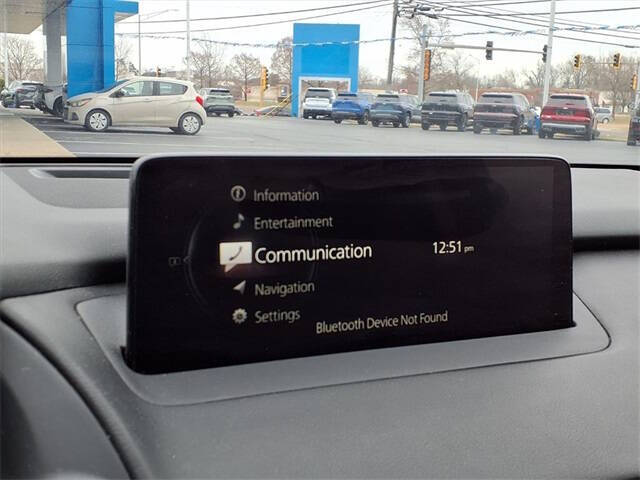 Information
Entertainment
Communication
12:51 pm
Navigation
Settings
Bluetooth Device Not Found